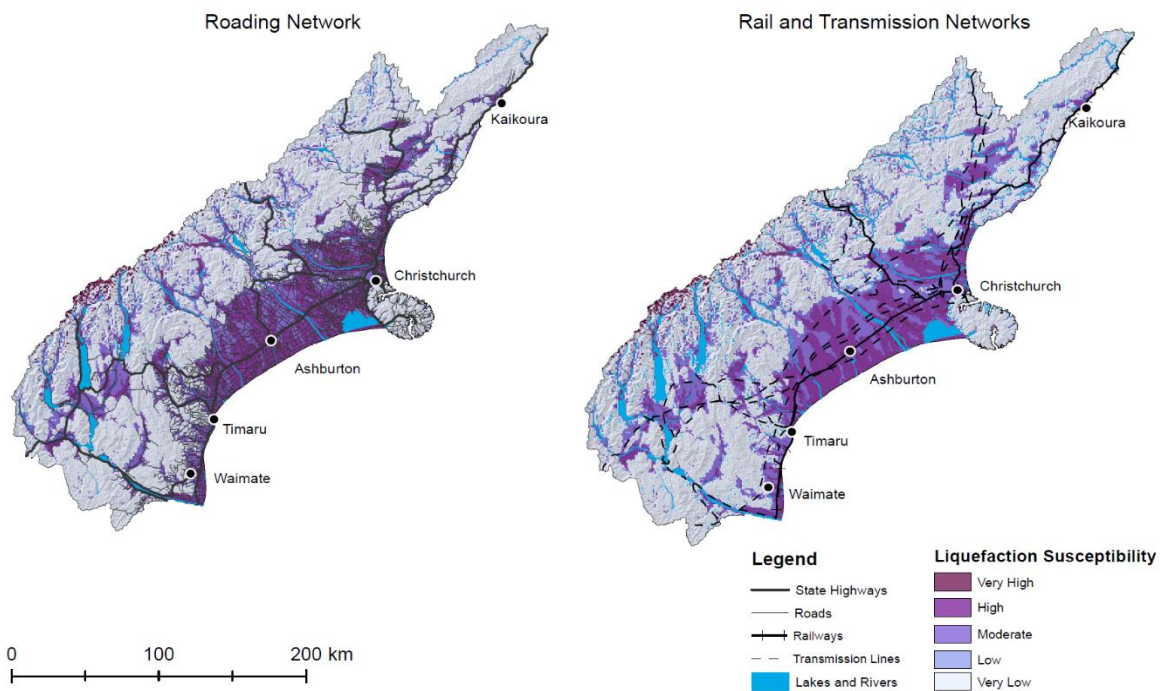 Roading Network
Rail and Transmission Networks
Kaikoura
Christchurch
Ashburton
Timaru
Waimate
Kaikoura
Christchurch
Ashburton
Timaru
Waimate
Legend
State Highways
Roads
Railways
Transmission Lines
Lakes and Rivers
Liquefaction Susceptibility
Very High
High
Moderate
Low
Very Low
0 100 200 km